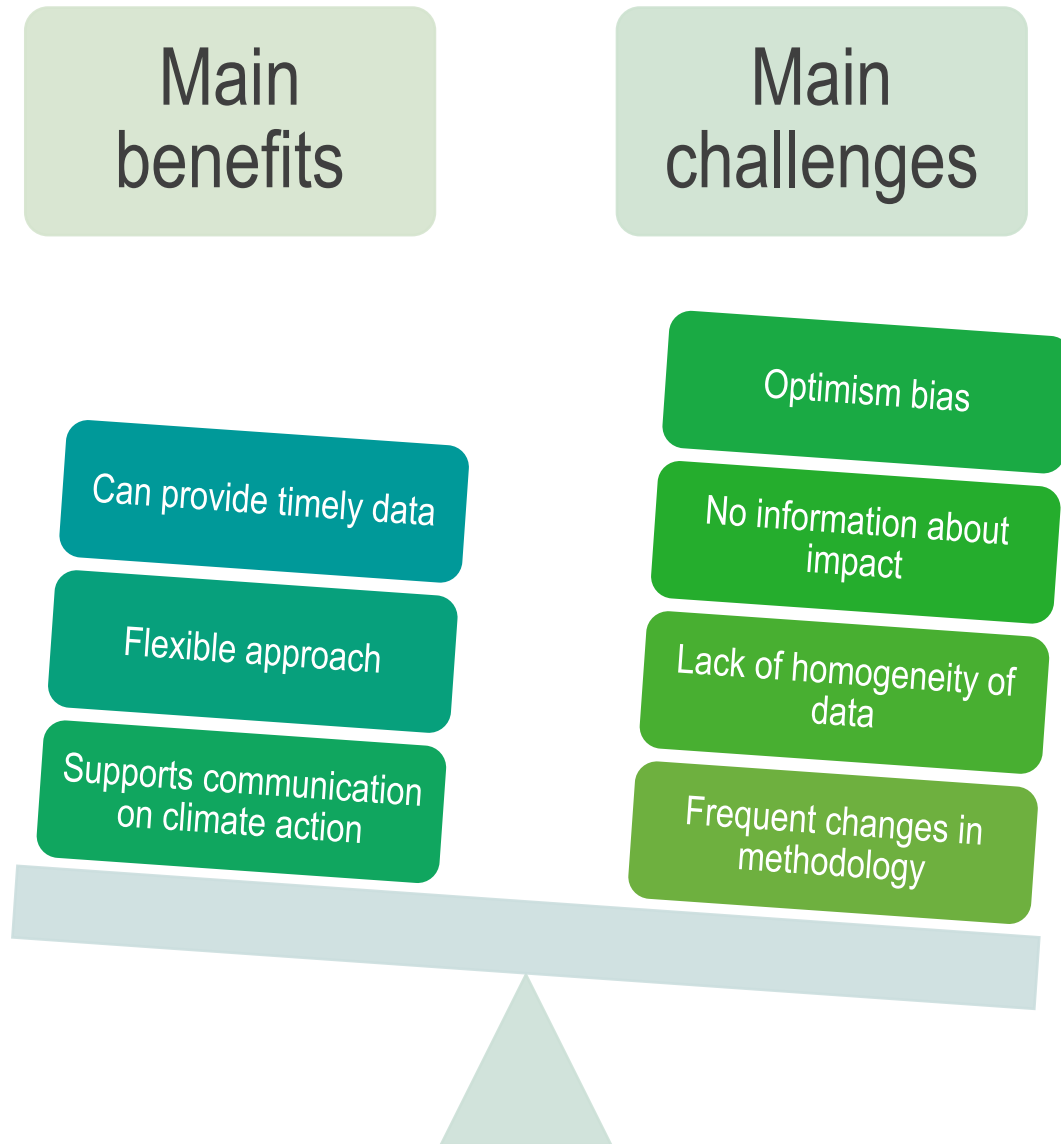 Main
benefits
Main
challenges
Can provide timely data
Flexible approach
Supports communication
on climate action
Optimism bias
No information about
impact
Lack of homogeneity of
data
Frequent changes in
methodology